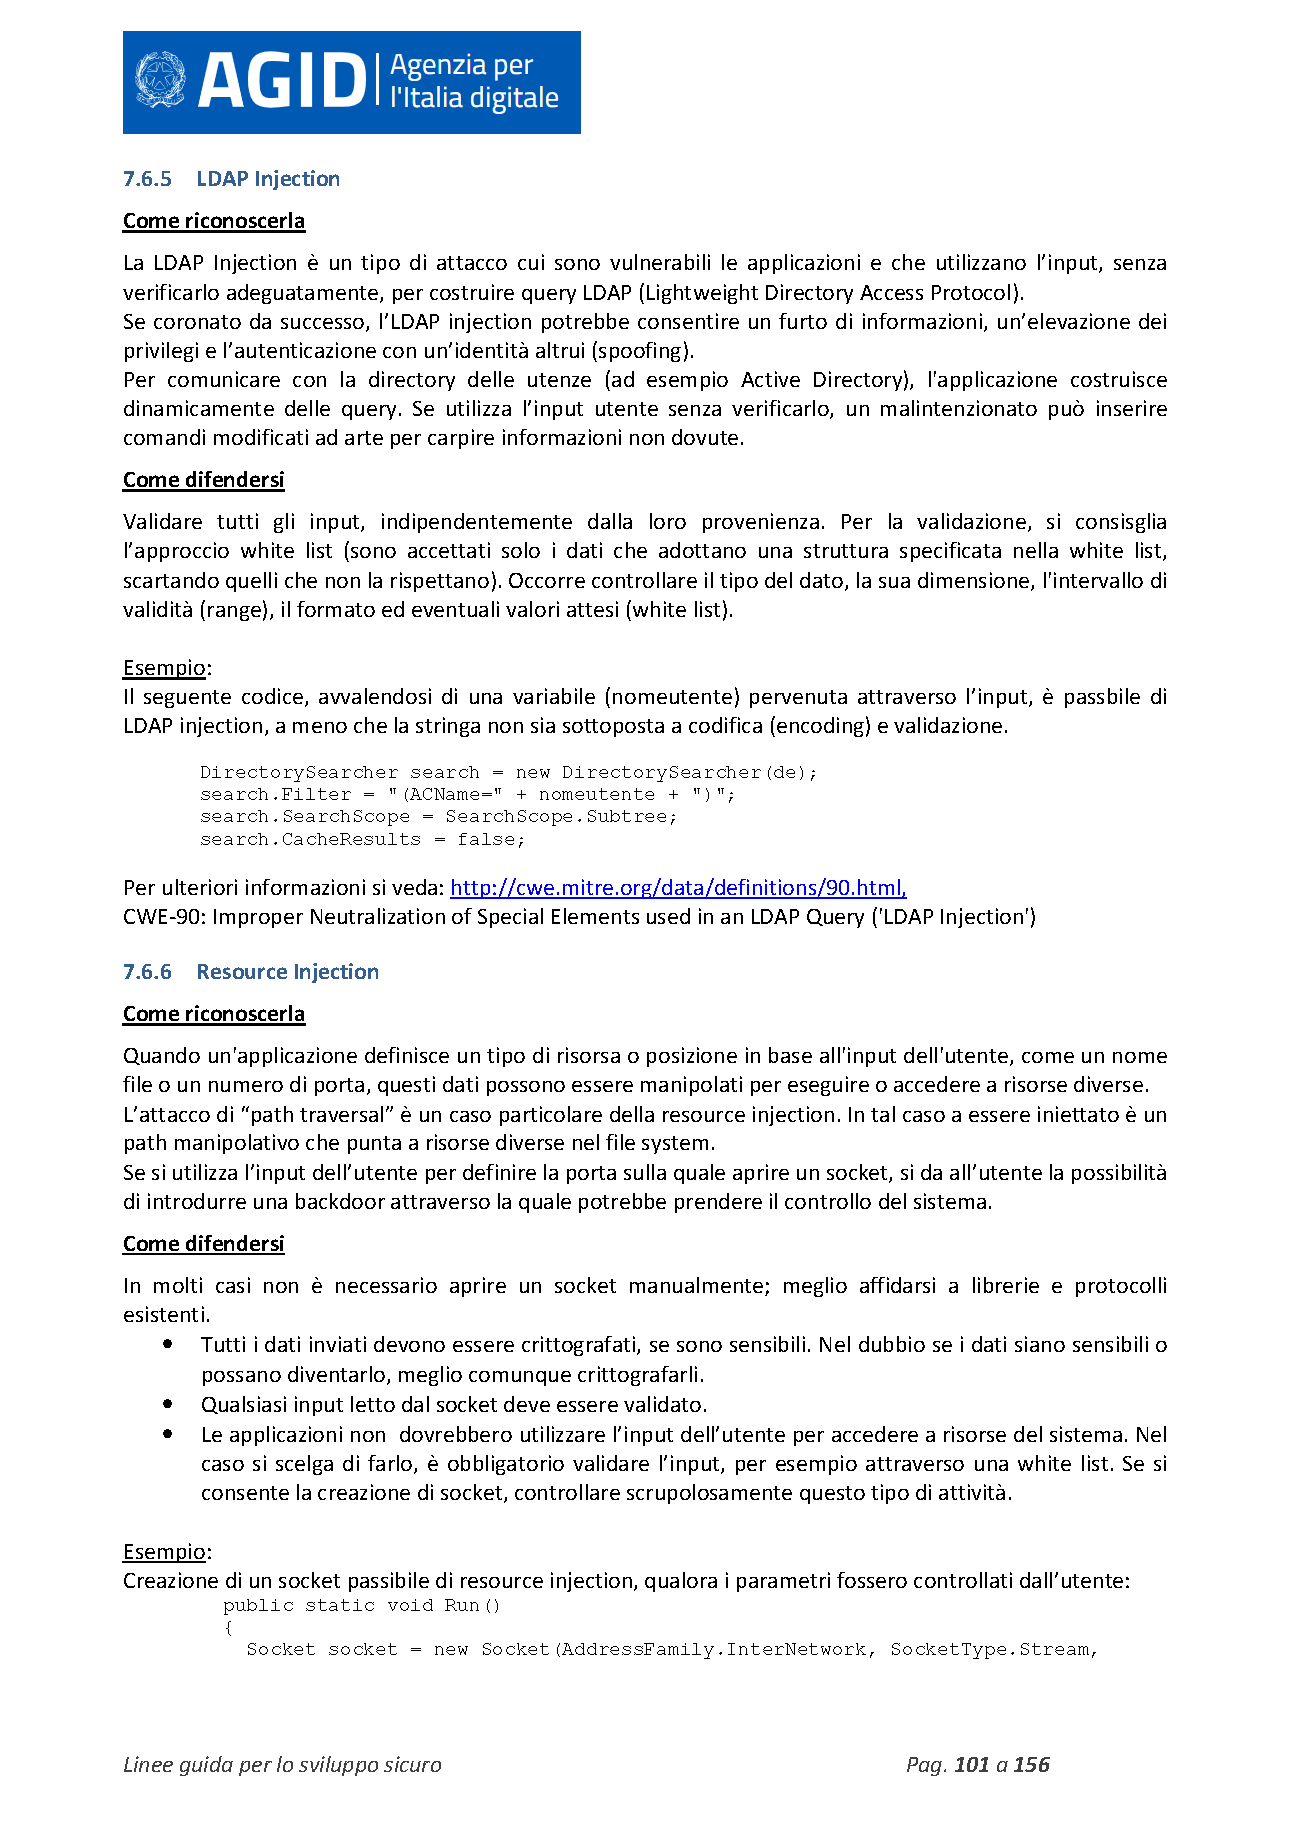 AGID Agenzia per
l'Italia digitale
7.6.5 LDAP Injection
Come riconoscerla
La LDAP Injection è un tipo di attacco cui sono vulnerabili le applicazioni e che utilizzano l’input, senza
verificarlo adeguatamente, per costruire query LDAP (Lightweight Directory Access Protocol).
Se coronato da successo, l’LDAP injection potrebbe consentire un furto di informazioni, un’elevazione dei
privilegi e l’autenticazione con un’identità altrui (spoofing).
Per comunicare con la directory delle utenze (ad esempio Active Directory), l'applicazione costruisce
dinamicamente delle query. Se utilizza l’input utente senza verificarlo, un malintenzionato può inserire
comandi modificati ad arte per carpire informazioni non dovute.
Come difendersi
Validare tutti gli input, indipendentemente dalla loro provenienza. Per la validazione, si consisglia
l’approccio white list (sono accettati solo i dati che adottano una struttura specificata nella white list,
scartando quelli che non la rispettano). Occorre controllare il tipo del dato, la sua dimensione, l'intervallo di
validità (range), il formato ed eventuali valori attesi (white list).
Esempio:
Il seguente codice, avvalendosi di una variabile (nomeutente) pervenuta attraverso l’input, è passbile di
LDAP injection, a meno che la stringa non sia sottoposta a codifica (encoding) e validazione.
DirectorySearcher search = new DirectorySearcher(de);
search.Filter = "(ACName=" + nomeutente + ")";
search.SearchScope = SearchScope.Subtree;
search.CacheResults = false;
Per ulteriori informazioni si veda: http://cwe.mitre.org/data/definitions/90.html,
CWE-90: Improper Neutralization of Special Elements used in an LDAP Query ('LDAP Injection')
7.6.6 Resource Injection
Come riconoscerla
Quando un'applicazione definisce un tipo di risorsa o posizione in base all'input dell'utente, come un nome
file o un numero di porta, questi dati possono essere manipolati per eseguire o accedere a risorse diverse.
L’attacco di “path traversal” è un caso particolare della resource injection. In tal caso a essere iniettato è un
path manipolativo che punta a risorse diverse nel file system.
Se si utilizza l’input dell’utente per definire la porta sulla quale aprire un socket, si da all’utente la possibilità
di introdurre una backdoor attraverso la quale potrebbe prendere il controllo del sistema.
Come difendersi
In molti casi non è necessario aprire un socket manualmente; meglio affidarsi a librerie e protocolli
esistenti.
• Tutti i dati inviati devono essere crittografati, se sono sensibili. Nel dubbio se i dati siano sensibili o
possano diventarlo, meglio comunque crittografarli.
• Qualsiasi input letto dal socket deve essere validato.
• Le applicazioni non dovrebbero utilizzare l’input dell’utente per accedere a risorse del sistema. Nel
caso si scelga di farlo, è obbligatorio validare l’input, per esempio attraverso una white list. Se si
consente la creazione di socket, controllare scrupolosamente questo tipo di attività.
Esempio:
Creazione di un socket passibile di resource injection, qualora i parametri fossero controllati dall’utente:
public static void Run()
{
Socket socket = new Socket(AddressFamily.InterNetwork, SocketType.Stream,
Linee guida per lo sviluppo sicuro Pag. 101 a 156